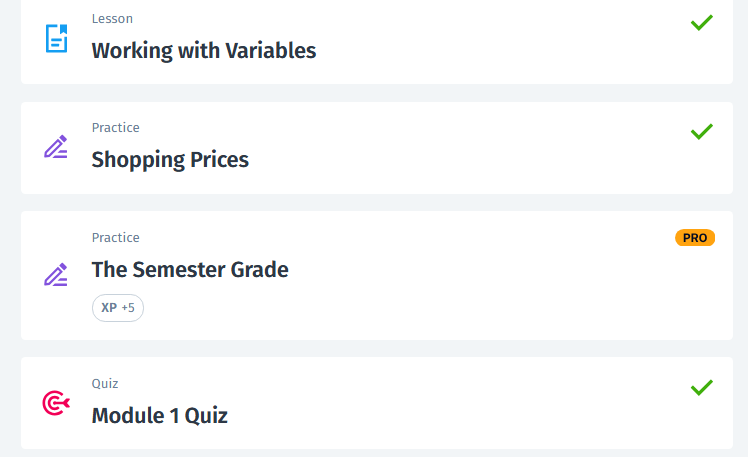 Lesson
Working with Variables
Practice
Shopping Prices
Practice
PRO
The Semester Grade
XP +5
Quiz
Module 1 Quiz